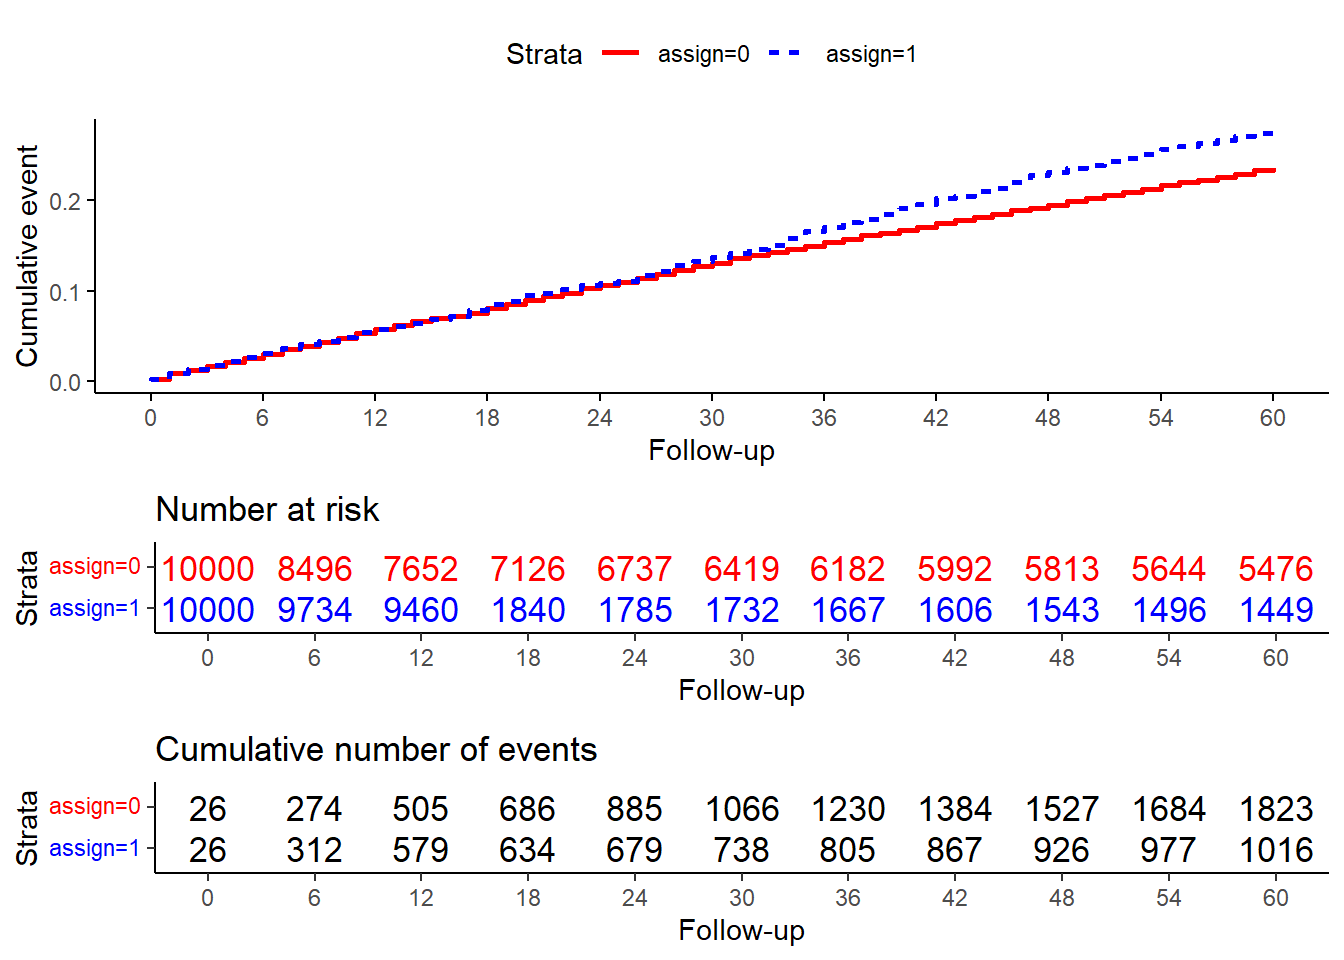 Strata assign=0 assign=1
Cumulative event
0.2
0.1
0.0
0 6 12 18 24 30 36 42 48 54 60
Follow-up
Number at risk
Strata
assign=0 10000 8496 7652 7126 6737 6419 6182 5992 5813 5644 5476
assign=1 10000 9734 9460 1840 1785 1732 1667 1606 1543 1496 1449
0 6 12 18 24 30 36 42 48 54 60
Follow-up
Cumulative number of events
Strata
assign=0 26 274 505 686 885 1066 1230 1384 1527 1684 1823
assign=1 26 312 579 634 679 738 805 867 926 977 1016
0 6 12 18 24 30 36 42 48 54 60
Follow-up